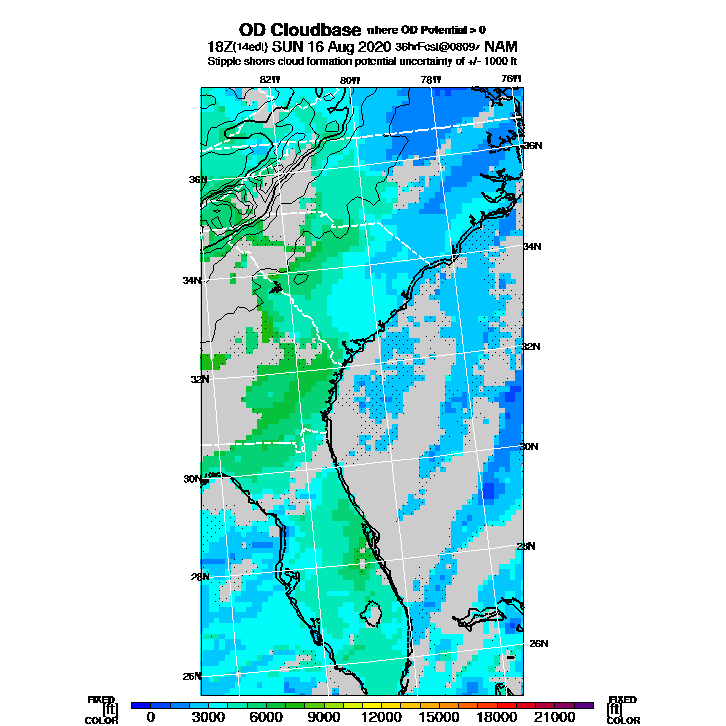 OD Cloudbase where OD Potential > 0
18Z(14edt) SUN 16 Aug 2020 36hrFcst@0809z NAM
Stipple shows cloud formation potential uncertainty of +/- 1000 ft
82W 80W 78W 76W
36N 36N
34N 34N
32N 32N
30N 30N
28N 28N
26N 26N
FIXED [ft] COLOR 0 3000 6000 9000 12000 15000 18000 21000 FIXED [ft] COLOR